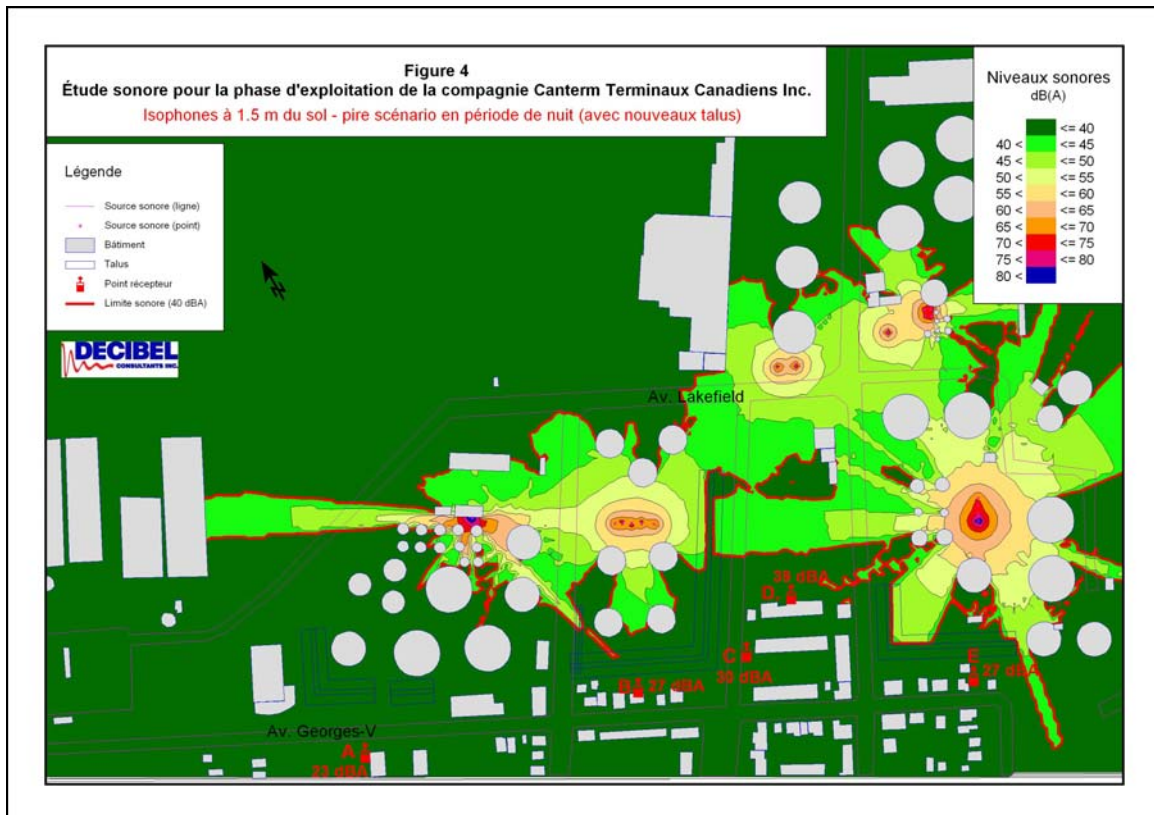 Figure 4
Étude sonore pour la phase d'exploitation de la compagnie Canterm Terminaux Canadiens Inc.
Isophones à 1.5 m du sol - pire scénario en période de nuit (avec nouveaux talus)
Niveaux sonores
dB(A)
<= 40
40 < <= 45
45 < <= 50
50 < <= 55
55 < <= 60
60 < <= 65
65 < <= 70
70 < <= 75
75 < <= 80
80 <
Légende
Source sonore (ligne)
Source sonore (point)
Bâtiment
Talus
Point récepteur
Limite sonore (40 dBA)
N
DECIBEL
CONSULTANTS INC.
Av. Lakefield
39 dBA
D
C
30 dBA
B 27 dBA
E
27 dBA
Av. Georges-V
A
23 dBA